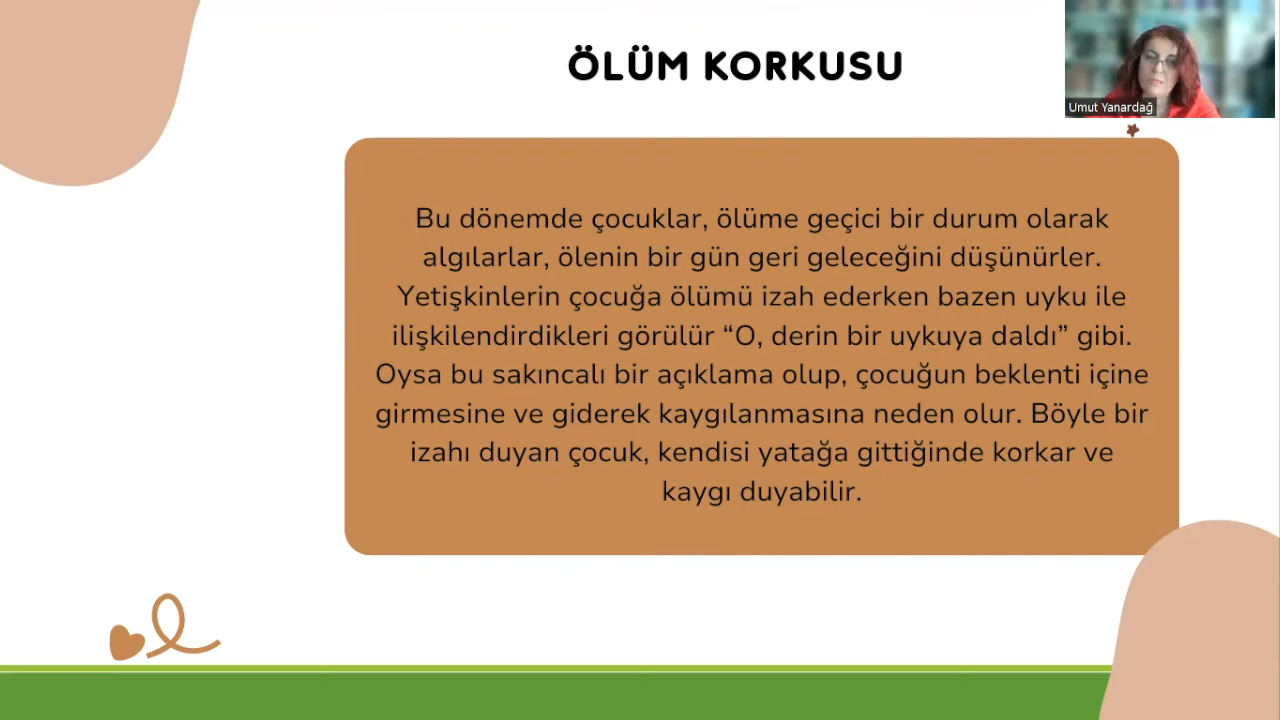 ÖLÜM KORKUSU
Umut Yanardağ
Bu dönemde çocuklar, ölüme geçici bir durum olarak
algılarlar, ölenin bir gün geri geleceğini düşünürler.
Yetişkinlerin çocuğa ölümü izah ederken bazen uyku ile
ilişkilendirdikleri görülür “O, derin bir uykuya daldı” gibi.
Oysa bu sakıncalı bir açıklama olup, çocuğun beklenti içine
girmesine ve giderek kaygılanmasına neden olur. Böyle bir
izahı duyan çocuk, kendisi yatağa gittiğinde korkar ve
kaygı duyabilir.